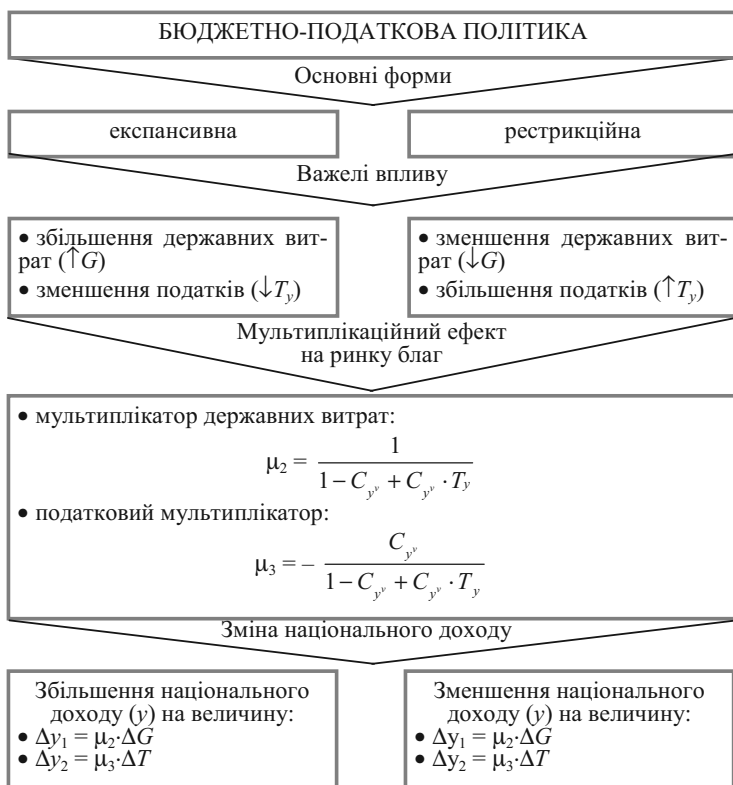 БЮДЖЕТНО-ПОДАТКОВА ПОЛІТИКА
Основні форми
експансивна
рестрикційна
Важелі впливу
• збільшення державних вит-
рат (↑G)
• зменшення податків (↓T_y)
• зменшення державних вит-
рат (↓G)
• збільшення податків (↑T_y)
Мультиплікаційний ефект
на ринку благ
• мультиплікатор державних витрат:
μ₂ = 1 / (1 − C_{y^v} + C_{y^v} · T_y)
• податковий мультиплікатор:
μ₃ = − C_{y^v} / (1 − C_{y^v} + C_{y^v} · T_y)
Зміна національного доходу
Збільшення національного
доходу (y) на величину:
• Δy₁ = μ₂·ΔG
• Δy₂ = μ₃·ΔT
Зменшення національного
доходу (y) на величину:
• Δy₁ = μ₂·ΔG
• Δy₂ = μ₃·ΔT